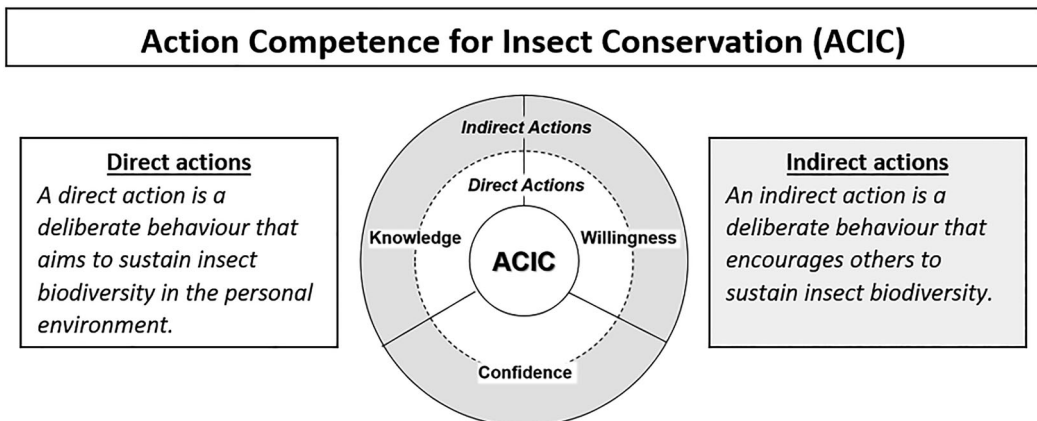 Action Competence for Insect Conservation (ACIC)
Direct actions
A direct action is a
deliberate behaviour that
aims to sustain insect
biodiversity in the personal
environment.
Indirect Actions
Direct Actions
Knowledge
Willingness
ACIC
Confidence
Indirect actions
An indirect action is a
deliberate behaviour that
encourages others to
sustain insect biodiversity.